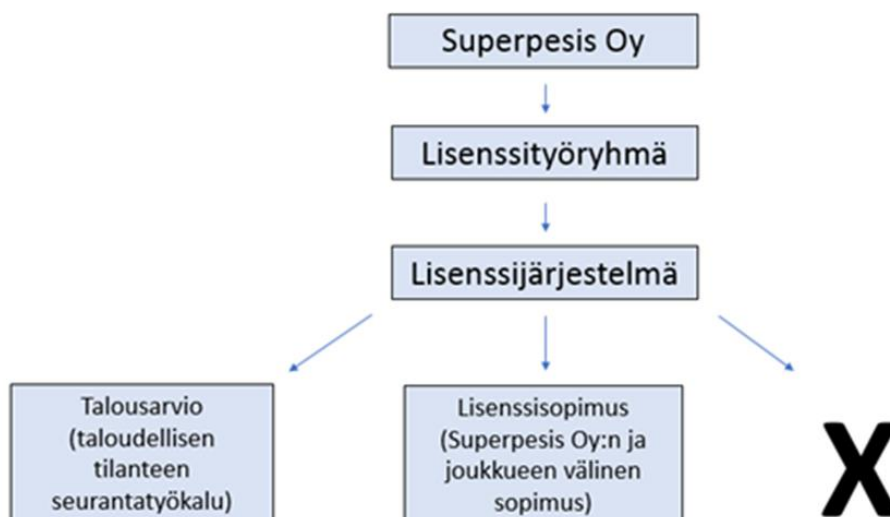 Superpesis Oy
Lisenssityöryhmä
Lisenssijärjestelmä
Talousarvio
(taloudellisen
tilanteen
seurantatyökalu)
Lisenssisopimus
(Superpesis Oy:n ja
joukkueen välinen
sopimus)
X